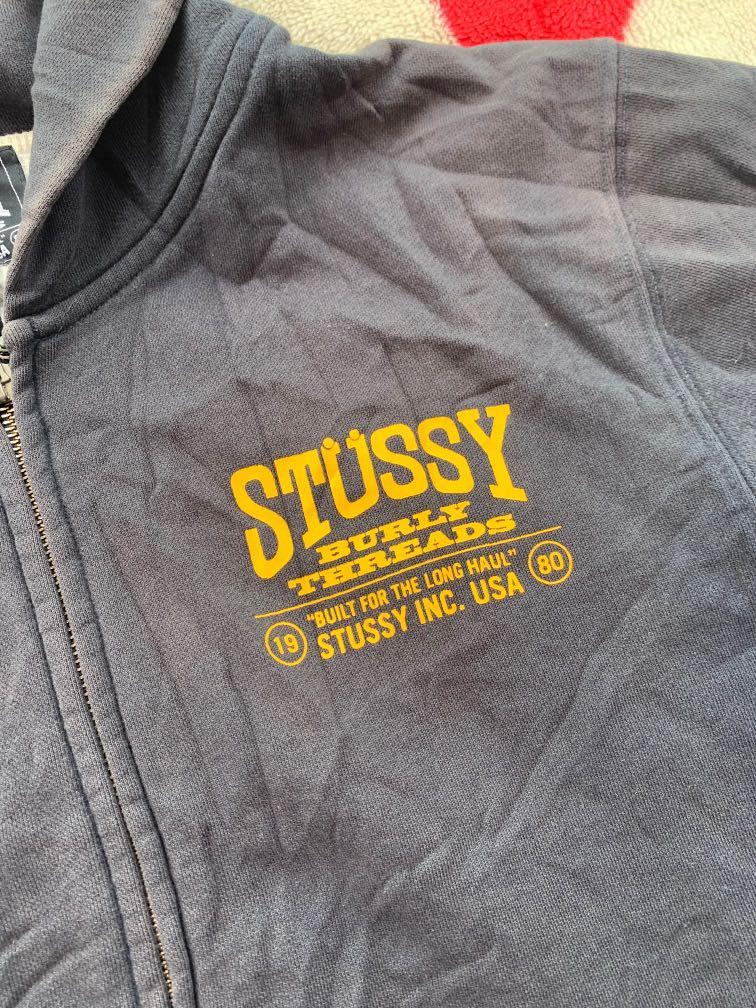 STÜSSY
BURLY
THREADS
"BUILT FOR THE LONG HAUL"
19 STUSSY INC. USA 80